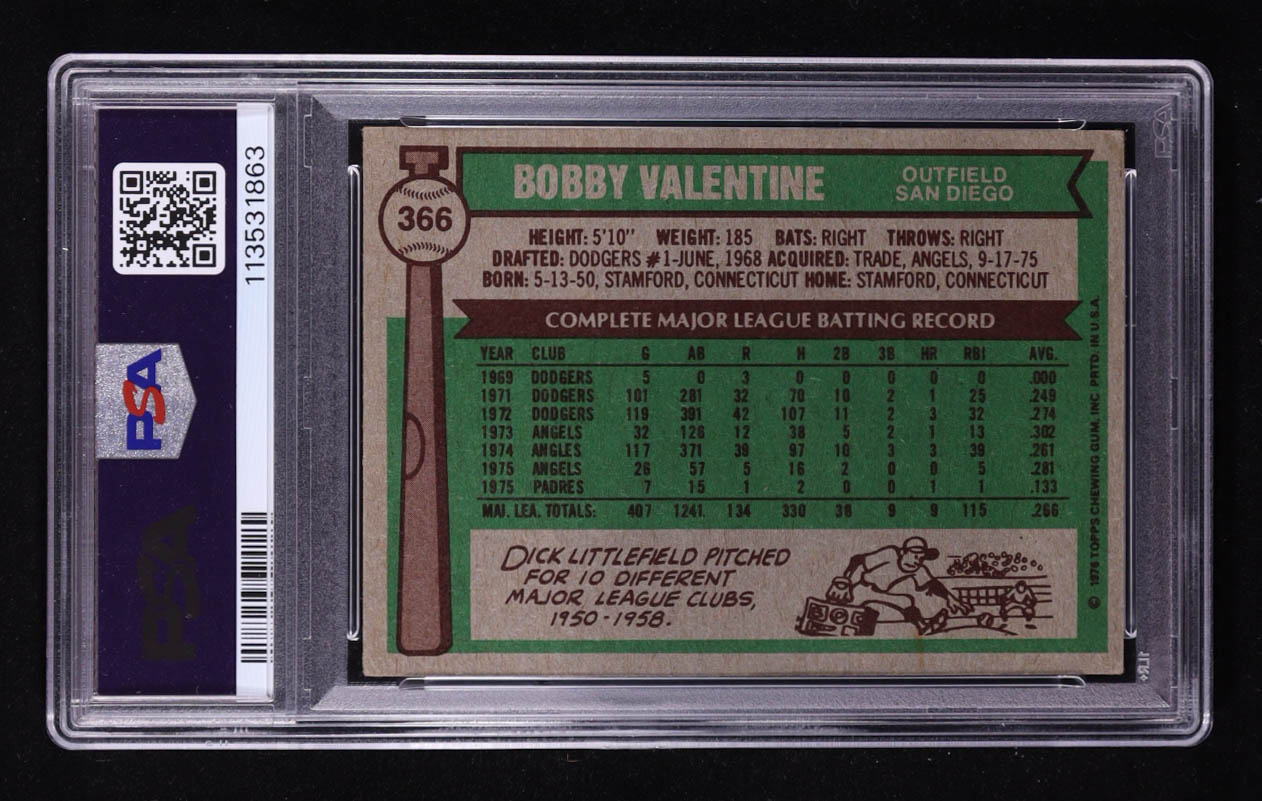 113531863
PSA
PSA
PSA
366
BOBBY VALENTINE
OUTFIELD
SAN DIEGO
HEIGHT: 5'10" WEIGHT: 185 BATS: RIGHT THROWS: RIGHT
DRAFTED: DODGERS #1-JUNE, 1968 ACQUIRED: TRADE, ANGELS, 9-17-75
BORN: 5-13-50, STAMFORD, CONNECTICUT HOME: STAMFORD, CONNECTICUT
COMPLETE MAJOR LEAGUE BATTING RECORD
YEAR CLUB G AB R H 2B 3B HR RBI AVG.
1969 DODGERS 5 0 3 0 0 0 0 0 .000
1971 DODGERS 101 281 32 70 10 2 1 25 .249
1972 DODGERS 119 391 42 107 11 2 3 32 .274
1973 ANGELS 32 126 12 38 5 2 1 13 .302
1974 ANGLES 117 371 39 97 10 3 3 39 .261
1975 ANGELS 26 57 5 16 2 0 0 5 .281
1975 PADRES 7 15 1 2 0 0 1 1 .133
MAJ. LEA. TOTALS: 407 1241 134 330 38 9 9 115 .266
DICK LITTLEFIELD PITCHED
FOR 10 DIFFERENT
MAJOR LEAGUE CLUBS,
1950-1958.
© 1976 TOPPS CHEWING GUM, INC. PRTD. IN U.S.A.